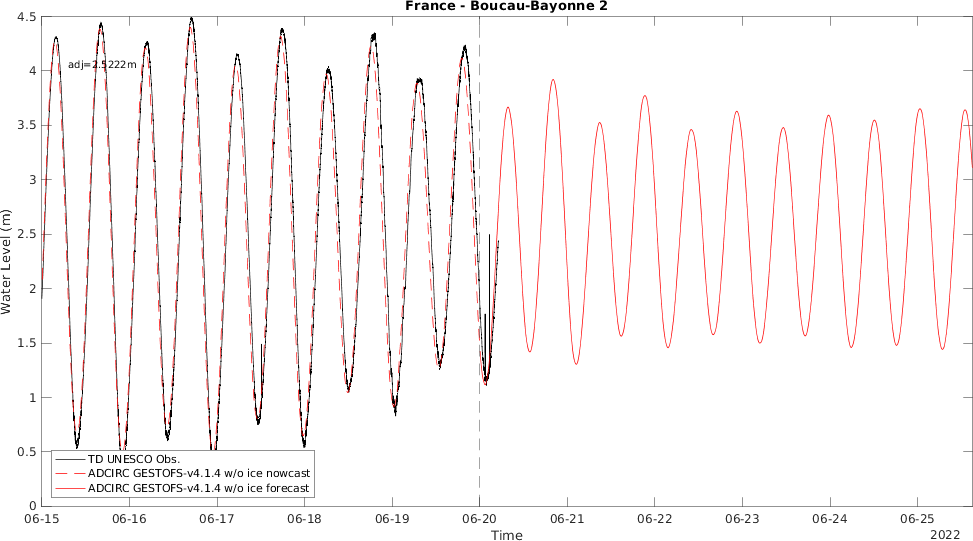 France - Boucau-Bayonne 2
4.5
adj=2.5222m
4
3.5
3
2.5
2
1.5
1
0.5
0
Water Level (m)
TD UNESCO Obs.
ADCIRC GESTOFS-v4.1.4 w/o ice nowcast
ADCIRC GESTOFS-v4.1.4 w/o ice forecast
06-15 06-16 06-17 06-18 06-19 06-20 06-21 06-22 06-23 06-24 06-25
Time
2022